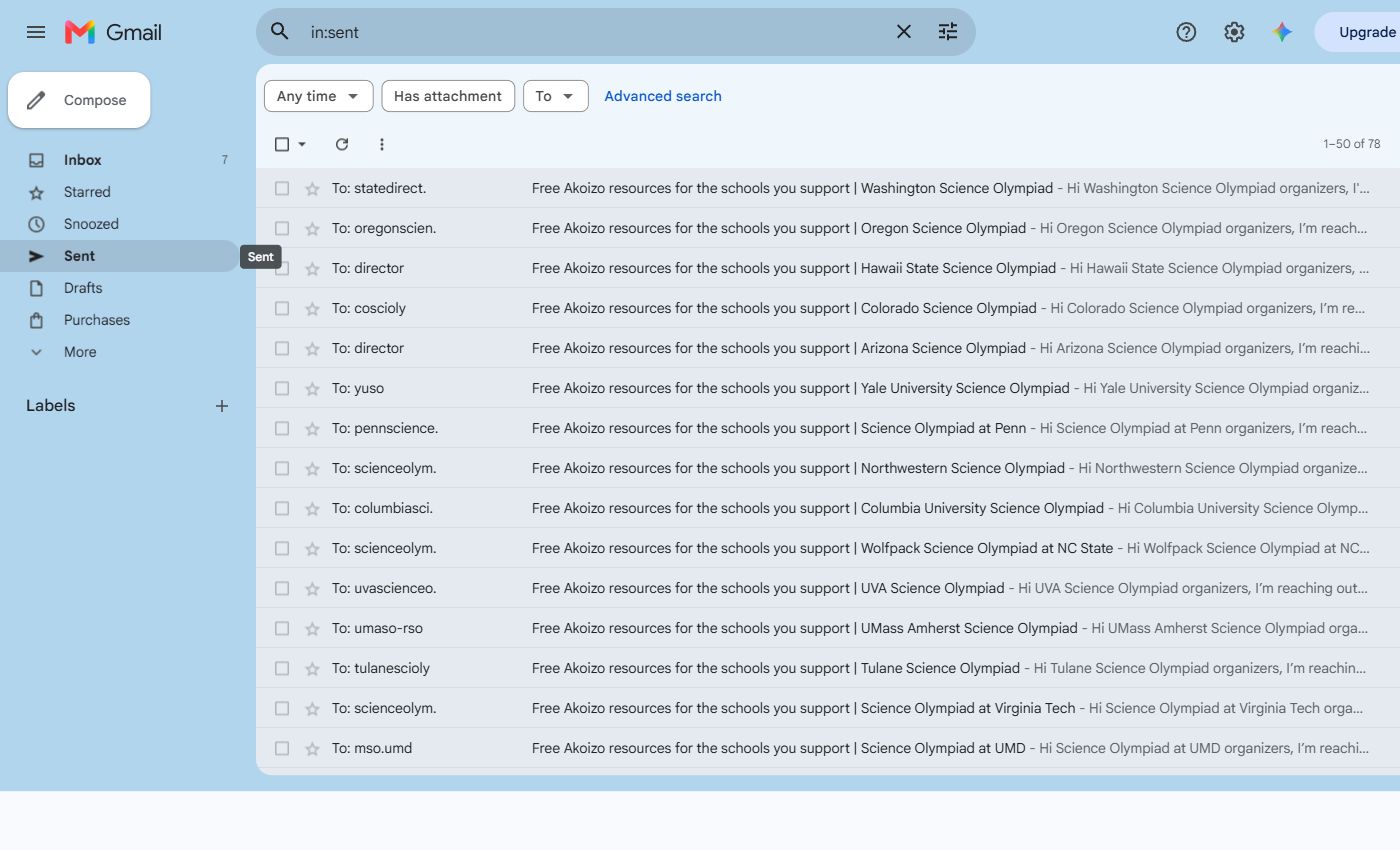 Gmail
in:sent
Upgrade
Compose
Any time
Has attachment
To
Advanced search
1–50 of 78
Inbox 7
Starred
Snoozed
Sent
Sent
Drafts
Purchases
More
Labels
To: statedirect. Free Akoizo resources for the schools you support | Washington Science Olympiad - Hi Washington Science Olympiad organizers, I'...
To: oregonscien. Free Akoizo resources for the schools you support | Oregon Science Olympiad - Hi Oregon Science Olympiad organizers, I’m reach...
To: director Free Akoizo resources for the schools you support | Hawaii State Science Olympiad - Hi Hawaii State Science Olympiad organizers, ...
To: coscioly Free Akoizo resources for the schools you support | Colorado Science Olympiad - Hi Colorado Science Olympiad organizers, I’m re...
To: director Free Akoizo resources for the schools you support | Arizona Science Olympiad - Hi Arizona Science Olympiad organizers, I’m reachi...
To: yuso Free Akoizo resources for the schools you support | Yale University Science Olympiad - Hi Yale University Science Olympiad organiz...
To: pennscience. Free Akoizo resources for the schools you support | Science Olympiad at Penn - Hi Science Olympiad at Penn organizers, I’m reach...
To: scienceolym. Free Akoizo resources for the schools you support | Northwestern Science Olympiad - Hi Northwestern Science Olympiad organize...
To: columbiasci. Free Akoizo resources for the schools you support | Columbia University Science Olympiad - Hi Columbia University Science Olymp...
To: scienceolym. Free Akoizo resources for the schools you support | Wolfpack Science Olympiad at NC State - Hi Wolfpack Science Olympiad at NC...
To: uvascienceo. Free Akoizo resources for the schools you support | UVA Science Olympiad - Hi UVA Science Olympiad organizers, I’m reaching out...
To: umaso-rso Free Akoizo resources for the schools you support | UMass Amherst Science Olympiad - Hi UMass Amherst Science Olympiad orga...
To: tulanescioly Free Akoizo resources for the schools you support | Tulane Science Olympiad - Hi Tulane Science Olympiad organizers, I’m reachin...
To: scienceolym. Free Akoizo resources for the schools you support | Science Olympiad at Virginia Tech - Hi Science Olympiad at Virginia Tech orga...
To: mso.umd Free Akoizo resources for the schools you support | Science Olympiad at UMD - Hi Science Olympiad at UMD organizers, I’m reachi...